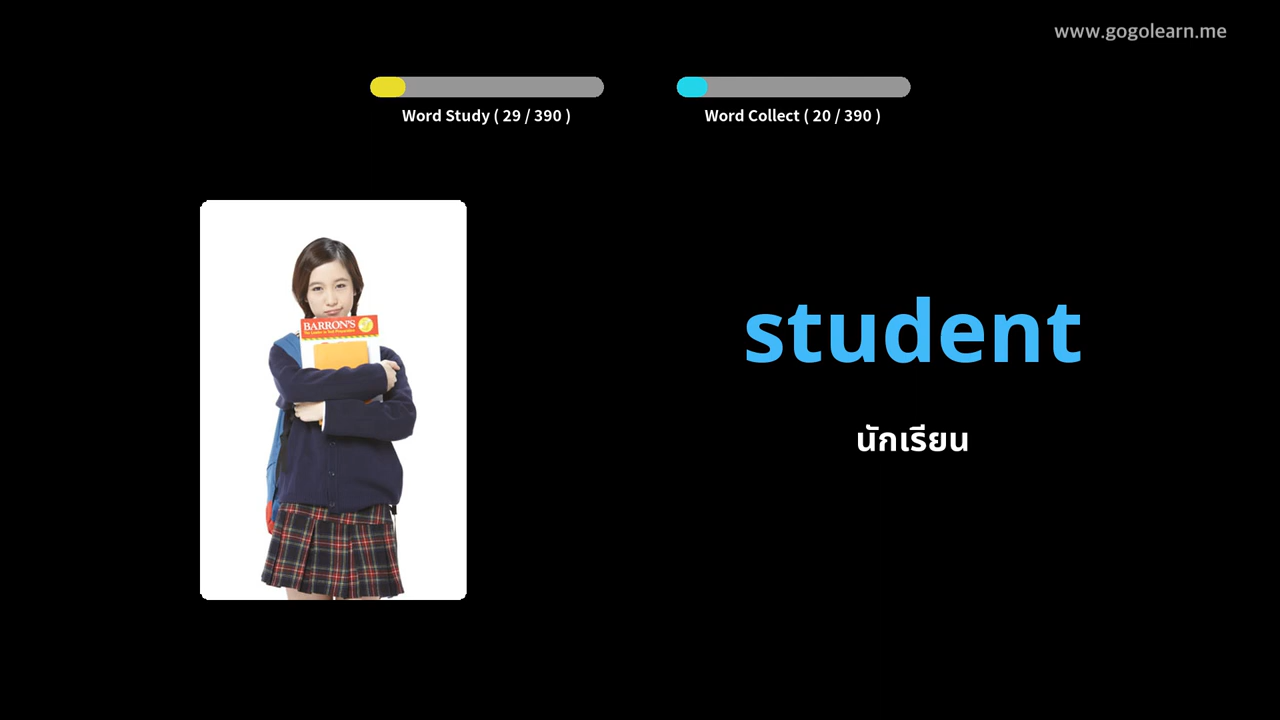 www.gogolearn.me
Word Study ( 29 / 390 )
Word Collect ( 20 / 390 )
BARRON'S
student
นักเรียน